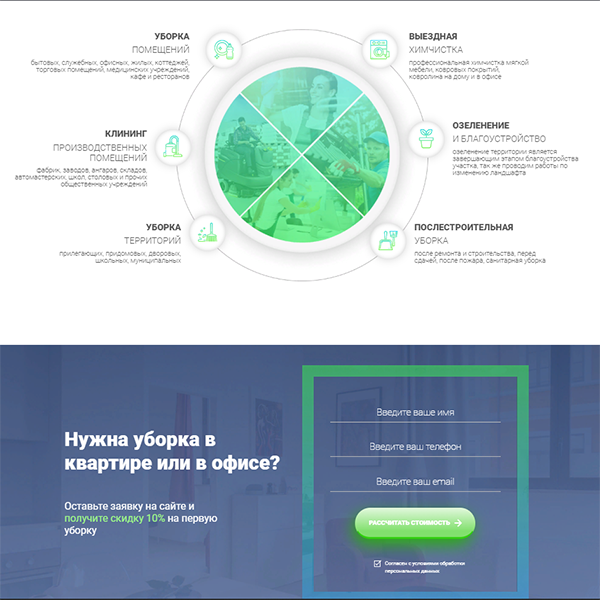 УБОРКА
ПОМЕЩЕНИЙ
бытовых, служебных, офисных, жилых, коттеджей,
торговых помещений, медицинских учреждений,
кафе и ресторанов
ВЫЕЗДНАЯ
ХИМЧИСТКА
профессиональная химчистка мягкой
мебели, ковровых покрытий,
ковролина на дому и в офисе
КЛИНИНГ
ПРОИЗВОДСТВЕННЫХ
ПОМЕЩЕНИЙ
фабрик, заводов, ангаров, складов,
автомастерских, школ, столовых и прочих
общественных учреждений
ОЗЕЛЕНЕНИЕ
И БЛАГОУСТРОЙСТВО
озеленение территории является
завершающим этапом благоустройства
участка, так же проводим работы по
изменению ландшафта
УБОРКА
ТЕРРИТОРИЙ
прилегающих, придомовых, дворовых,
школьных, муниципальных
ПОСЛЕСТРОИТЕЛЬНАЯ
УБОРКА
после ремонта и строительства, перед
сдачей, после пожара, санитарная уборка
Нужна уборка в
квартире или в офисе?
Оставьте заявку на сайте и
получите скидку 10% на первую
уборку
Введите ваше имя
Введите ваш телефон
Введите ваш email
РАССЧИТАТЬ СТОИМОСТЬ
Согласен с условиями обработки
персональных данных